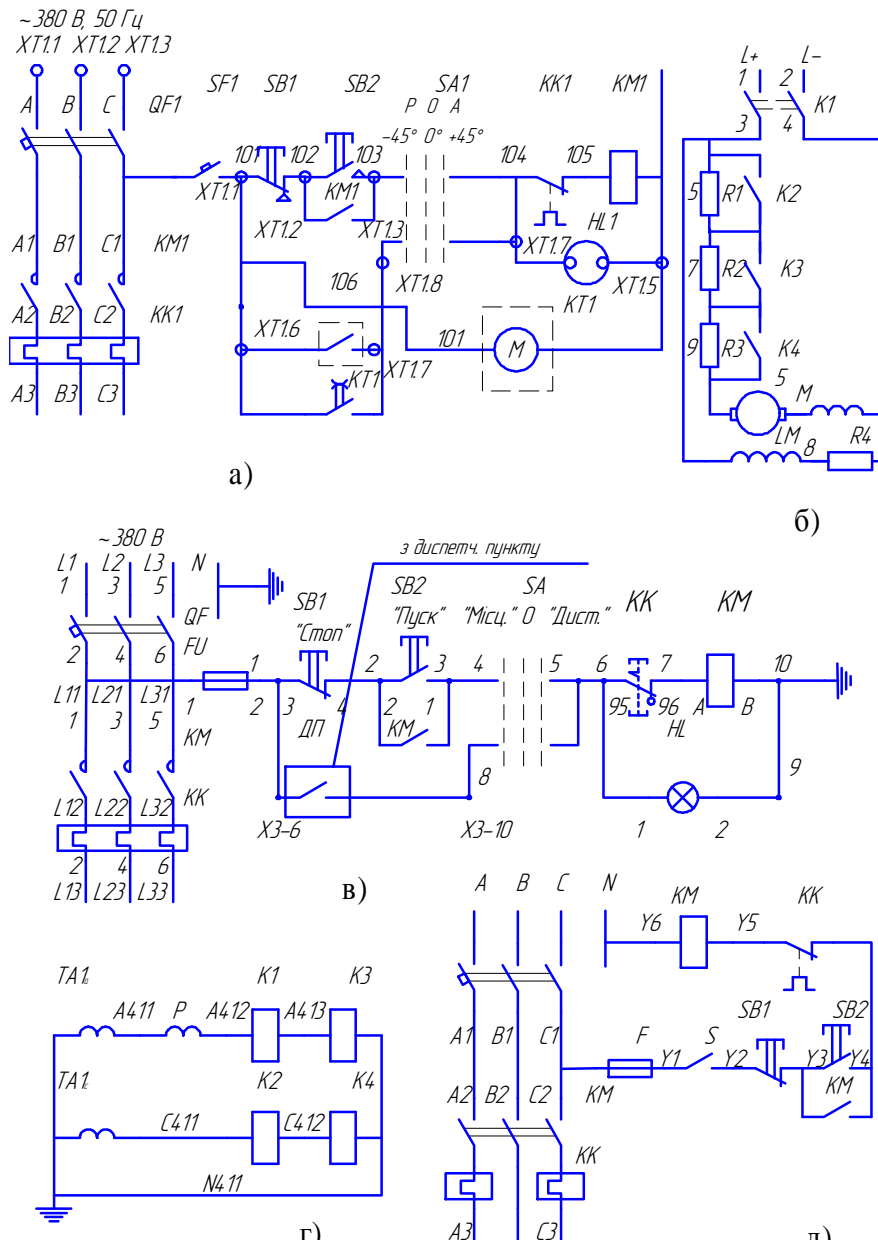 ~380 В, 50 Гц
XT1.1 XT1.2 XT1.3
A B C QF1
SF1 SB1 SB2 SA1 KK1 KM1
P O A
-45° 0° +45°
101 102 103 104 105
XT1.1 KM1
XT1.2 XT1.3 XT1.7 HL1
A1 B1 C1 KM1
106 XT1.8 KT1 XT1.5
A2 B2 C2 KK1
XT1.6 101 M
KT1 XT1.7
A3 B3 C3
а)
L+ L-
1 2
K1
3 4
5 R1 K2
7 R2 K3
9 R3 K4
5 M
LM 8 R4
б)
~380 В
L1 L2 L3 N
1 3 5
QF
FU
2 4 6
з диспетч. пункту
SB1 SB2 SA KK KM
"Стоп" "Пуск" "Місц." O "Дист."
L11 L21 L31 1 1 2 3 4 2 3 4 5 6 7 10
2 KM 1 95 96 A B
1 3 5 KM
ДП HL
8 9
L12 L22 L32 KK
X3-6 X3-10 1 2
2 4 6
L13 L23 L33
в)
TA1 K1 K3
A411 P A412 A413
TA1 K2 K4
C411 C412
N411
г)
A B C N KM KK
Y6 Y5
A1 B1 C1 F S SB1 SB2
Y1 Y2 Y3 Y4
A2 B2 C2 KM KM
KK
A3 C3
д)